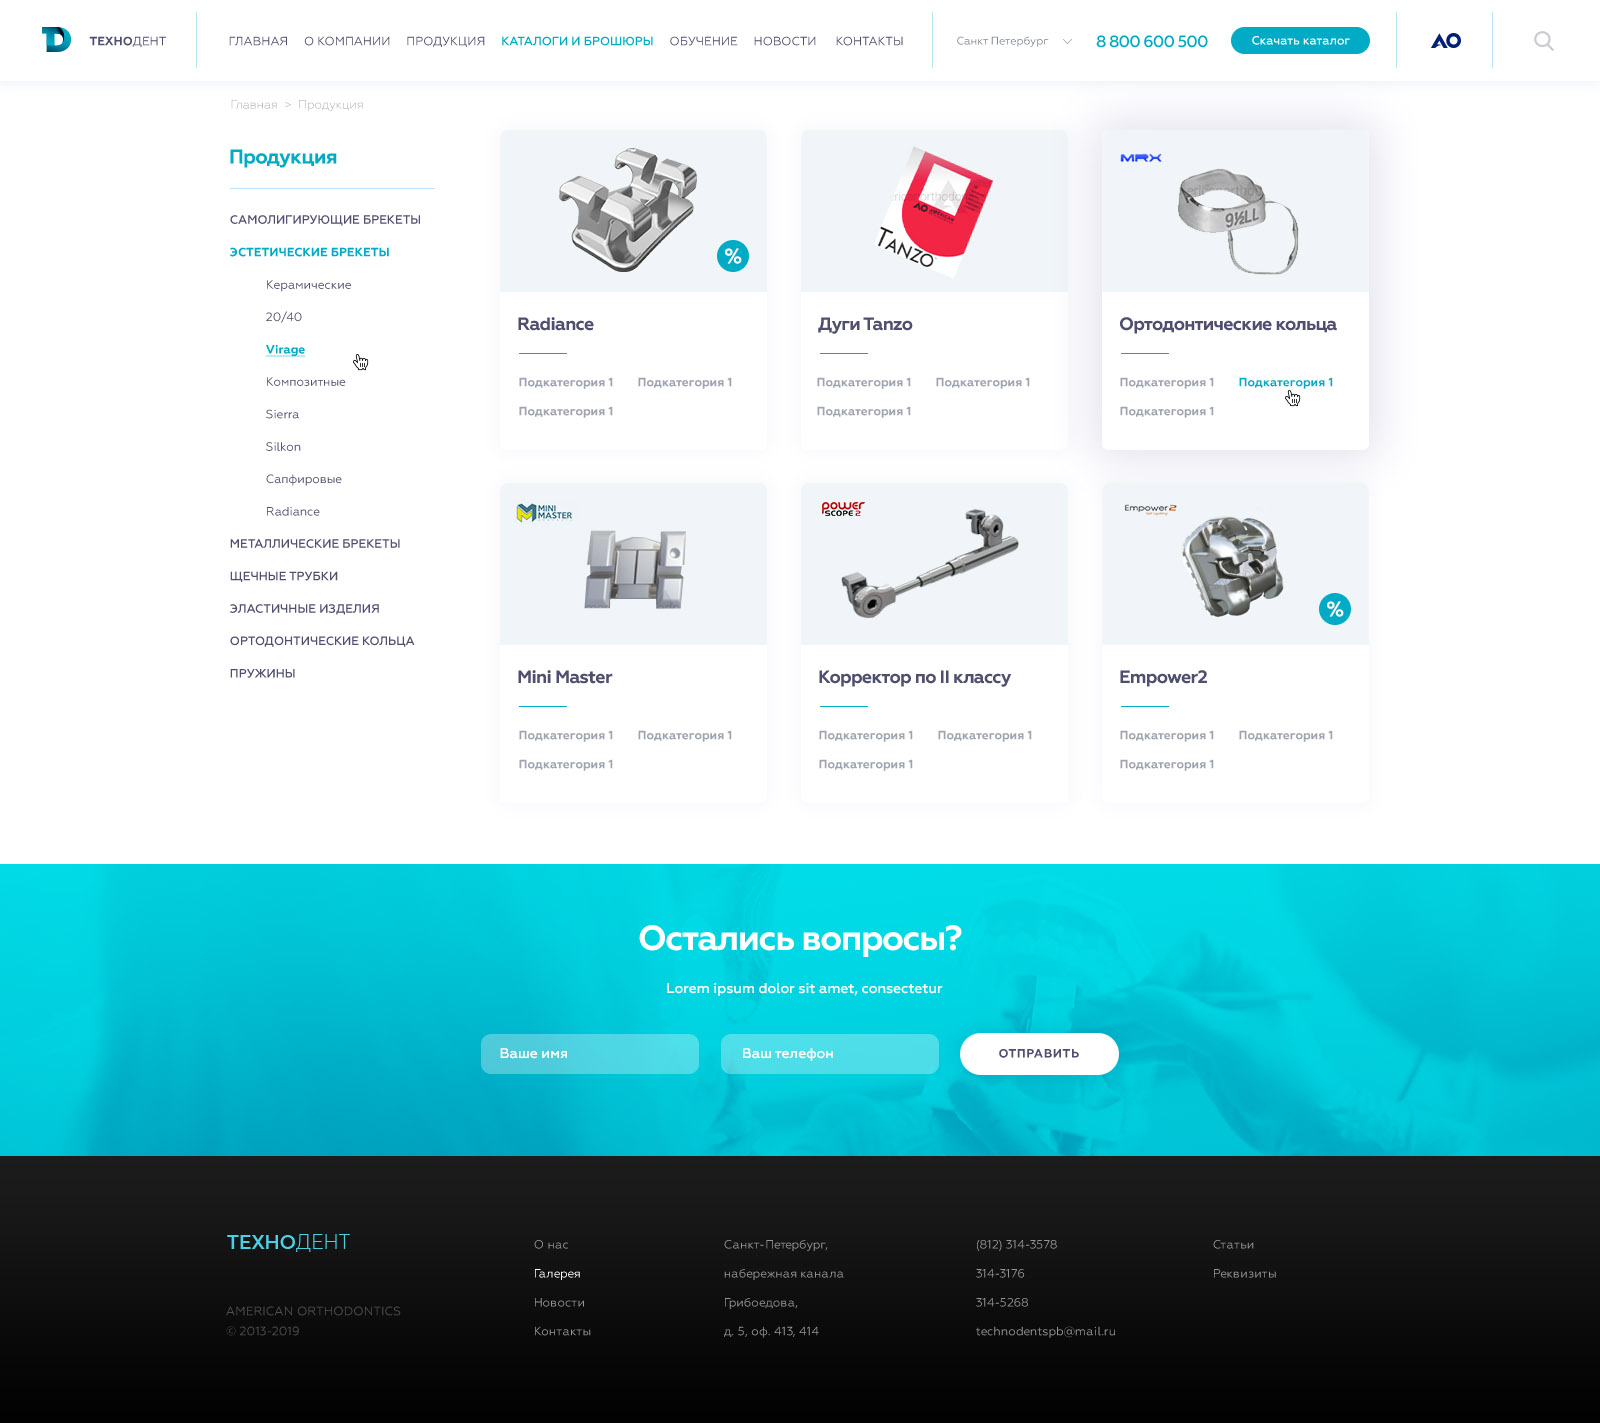 ТЕХНОДЕНТ
ГЛАВНАЯ О КОМПАНИИ ПРОДУКЦИЯ КАТАЛОГИ И БРОШЮРЫ ОБУЧЕНИЕ НОВОСТИ КОНТАКТЫ
Санкт Петербург
8 800 600 500
Скачать каталог
AO
Главная > Продукция
Продукция
САМОЛИГИРУЮЩИЕ БРЕКЕТЫ
ЭСТЕТИЧЕСКИЕ БРЕКЕТЫ
Керамические
20/40
Virage
Композитные
Sierra
Silkon
Сапфировые
Radiance
МЕТАЛЛИЧЕСКИЕ БРЕКЕТЫ
ЩЕЧНЫЕ ТРУБКИ
ЭЛАСТИЧНЫЕ ИЗДЕЛИЯ
ОРТОДОНТИЧЕСКИЕ КОЛЬЦА
ПРУЖИНЫ
%
Radiance
Подкатегория 1 Подкатегория 1
Подкатегория 1
AO AMERICAN
TANZO
TANZO
Дуги Tanzo
Подкатегория 1 Подкатегория 1
Подкатегория 1
MRX
9½LL
Ортодонтические кольца
Подкатегория 1 Подкатегория 1
Подкатегория 1
MINI
MASTER
Mini Master
Подкатегория 1 Подкатегория 1
Подкатегория 1
POWER
SCOPE 2
Корректор по II классу
Подкатегория 1 Подкатегория 1
Подкатегория 1
Empower 2
%
Empower2
Подкатегория 1 Подкатегория 1
Подкатегория 1
Остались вопросы?
Lorem ipsum dolor sit amet, consectetur
Ваше имя
Ваш телефон
ОТПРАВИТЬ
ТЕХНОДЕНТ
AMERICAN ORTHODONTICS
© 2013-2019
О нас
Галерея
Новости
Контакты
Санкт-Петербург,
набережная канала
Грибоедова,
д. 5, оф. 413, 414
(812) 314-3578
314-3176
314-5268
technodentspb@mail.ru
Статьи
Реквизиты